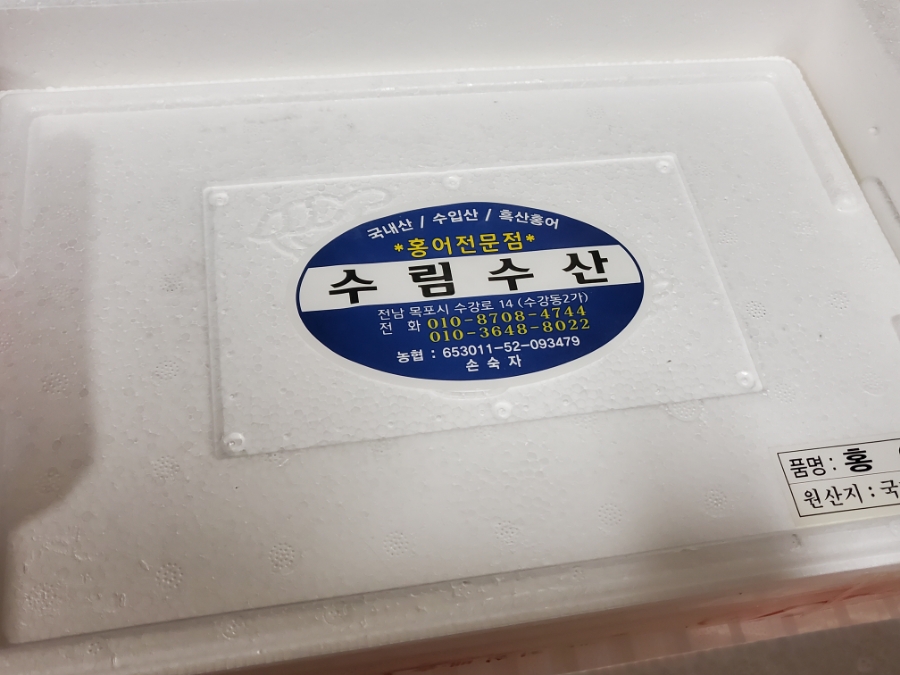 국내산 / 수입산 / 흑산홍어
*홍어전문점*
수림수산
전남 목포시 수강로 14 (수강동2가)
전 화 010-8708-4744
010-3648-8022
농협 : 653011-52-093479
손 숙 자
품명 : 홍
원산지 : 국